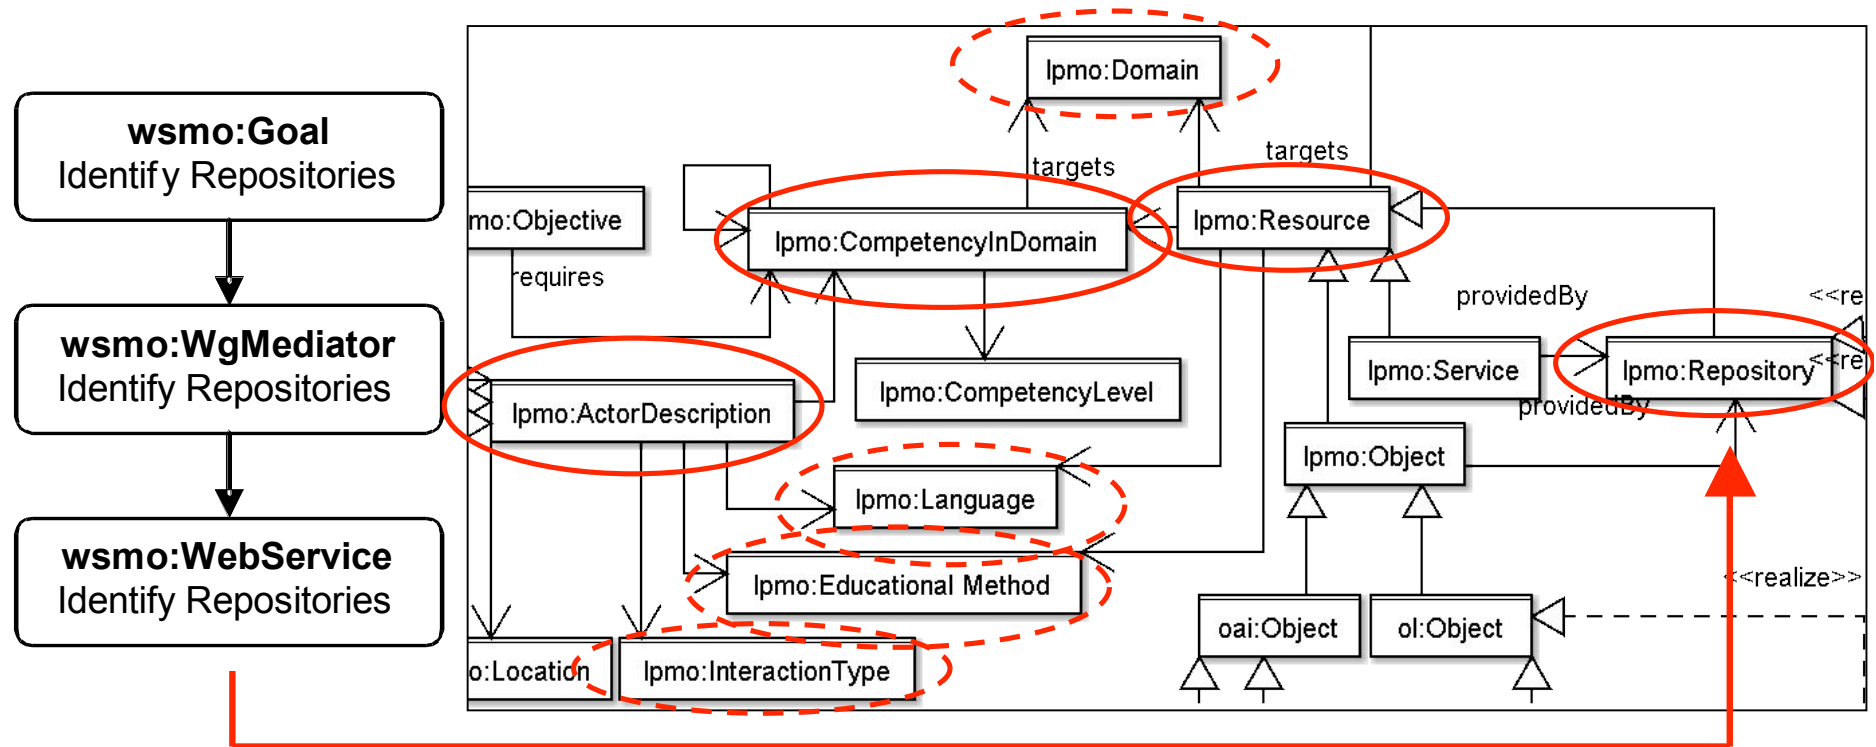 wsmo:Goal
Identify Repositories
wsmo:WgMediator
Identify Repositories
wsmo:WebService
Identify Repositories
lpmo:Domain
targets
targets
mo:Objective
lpmo:CompetencyInDomain
lpmo:Resource
requires
providedBy
<<re
lpmo:CompetencyLevel
lpmo:Service
lpmo:Repository
<<re
providedBy
lpmo:ActorDescription
lpmo:Object
lpmo:Language
lpmo:Educational Method
<<realize>>
oai:Object
ol:Object
o:Location
lpmo:InteractionType